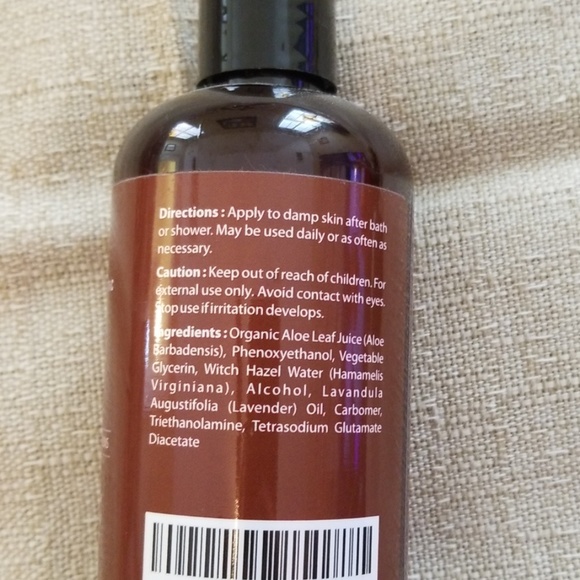 Directions : Apply to damp skin after bath
or shower. May be used daily or as often as
necessary.
Caution : Keep out of reach of children. For
external use only. Avoid contact with eyes.
Stop use if irritation develops.
Ingredients : Organic Aloe Leaf Juice (Aloe
Barbadensis), Phenoxyethanol, Vegetable
Glycerin, Witch Hazel Water (Hamamelis
Virginiana), Alcohol, Lavandula
Augustifolia (Lavender) Oil, Carbomer,
Triethanolamine, Tetrasodium Glutamate
Diacetate